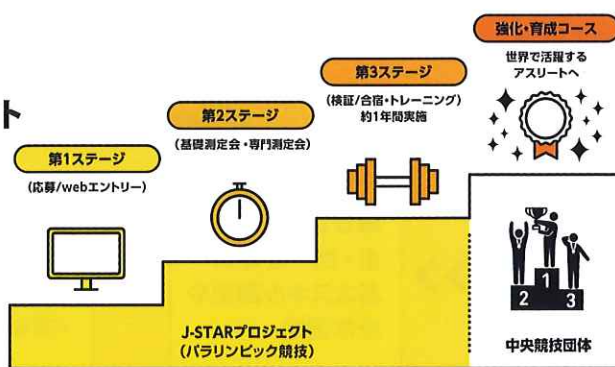 ト
第1ステージ
(応募/webエントリー)
第2ステージ
(基礎測定会・専門測定会)
第3ステージ
(検証/合宿・トレーニング)
約1年間実施
強化・育成コース
世界で活躍する
アスリートへ
2 1 3
J-STARプロジェクト
(パラリンピック競技)
中央競技団体